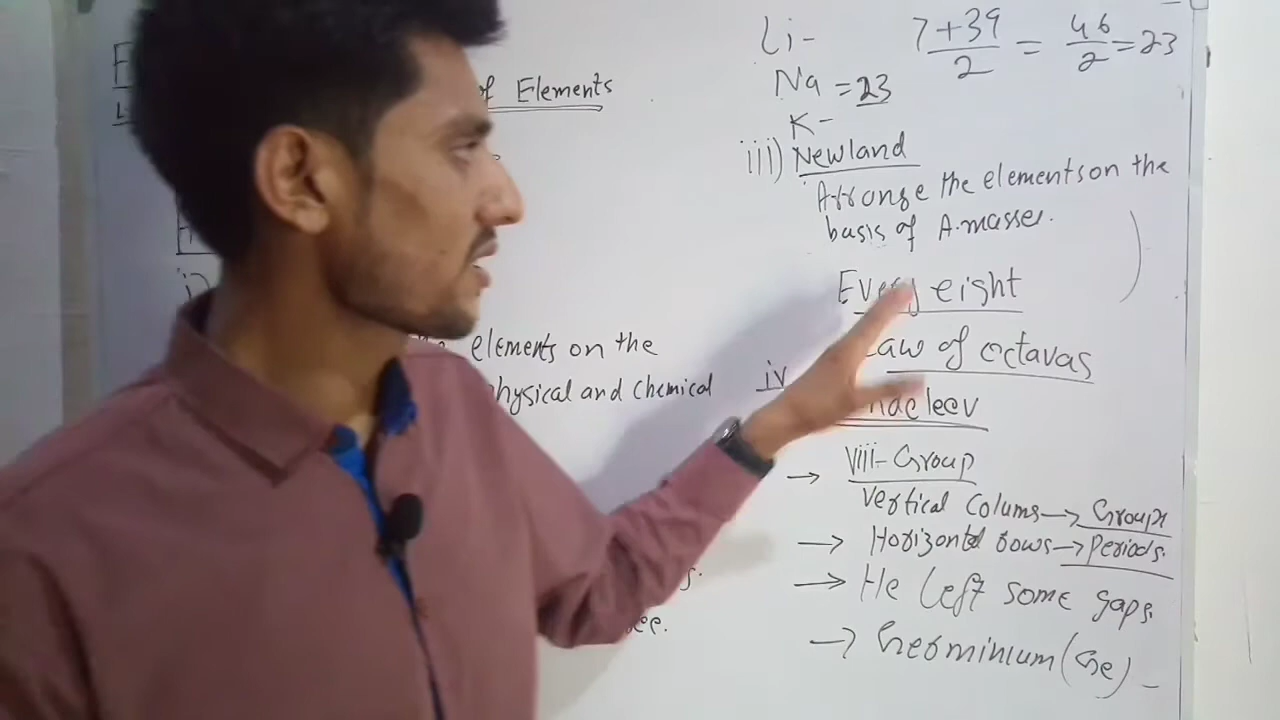 of Elements
elements on the
physical and chemical
Li-
7+39/2 = 46/2 = 23
Na = 23
K-
iii) Newland
Arrange the elements on the
basis of A.masses.
Every eight
Law of octavas
iv
viii-Group
Vertical Colums → Groups
→ Horizontal rows → Periods.
→ He left some gaps.
→ Germinium (Ge) -